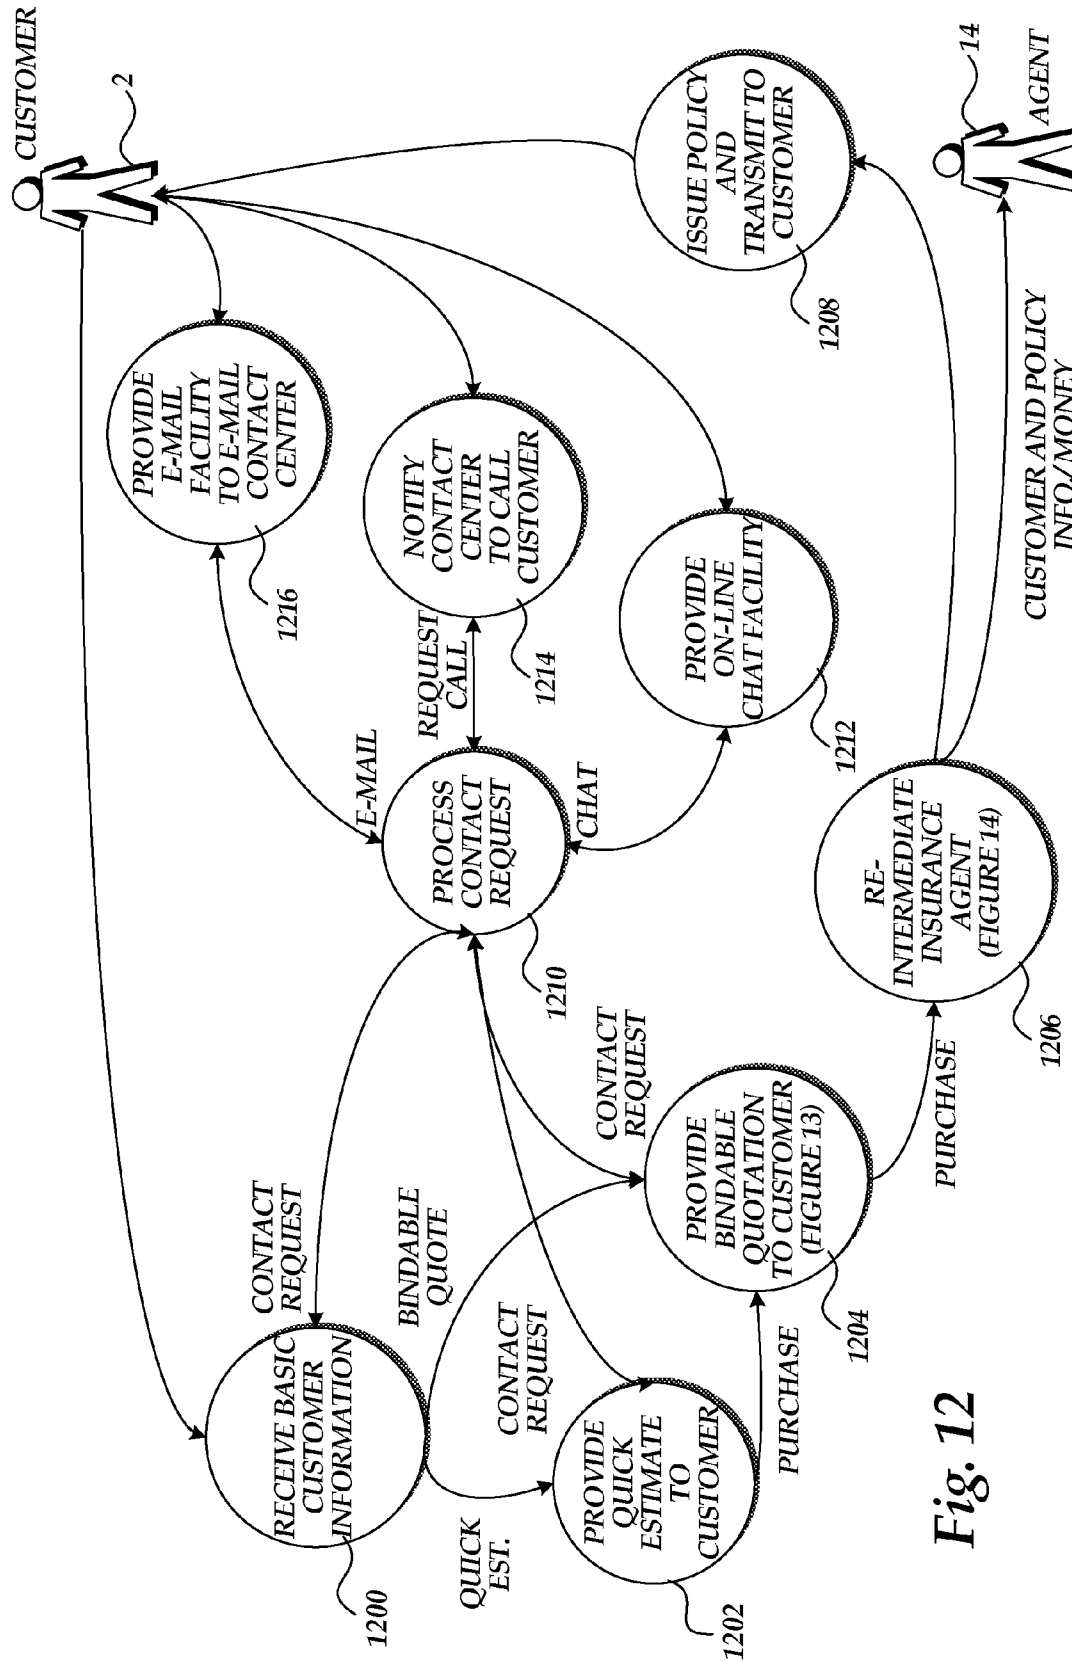 CUSTOMER
2
PROVIDE
E-MAIL
FACILITY
TO E-MAIL
CONTACT
CENTER
1216
E-MAIL
NOTIFY
CONTACT
CENTER
TO CALL
CUSTOMER
1214
REQUEST
CALL
PROCESS
CONTACT
REQUEST
1210
CHAT
PROVIDE
ON-LINE
CHAT FACILITY
1212
ISSUE POLICY
AND
TRANSMIT TO
CUSTOMER
1208
14
AGENT
CUSTOMER AND POLICY
INFO/MONEY
RECEIVE BASIC
CUSTOMER
INFORMATION
1200
CONTACT
REQUEST
BINDABLE
QUOTE
QUICK
EST.
CONTACT
REQUEST
PROVIDE
QUICK
ESTIMATE
TO
CUSTOMER
1202
PURCHASE
CONTACT
REQUEST
PROVIDE
BINDABLE
QUOTATION
TO CUSTOMER
(FIGURE 13)
1204
PURCHASE
RE-
INTERMEDIATE
INSURANCE
AGENT
(FIGURE 14)
1206
Fig. 12